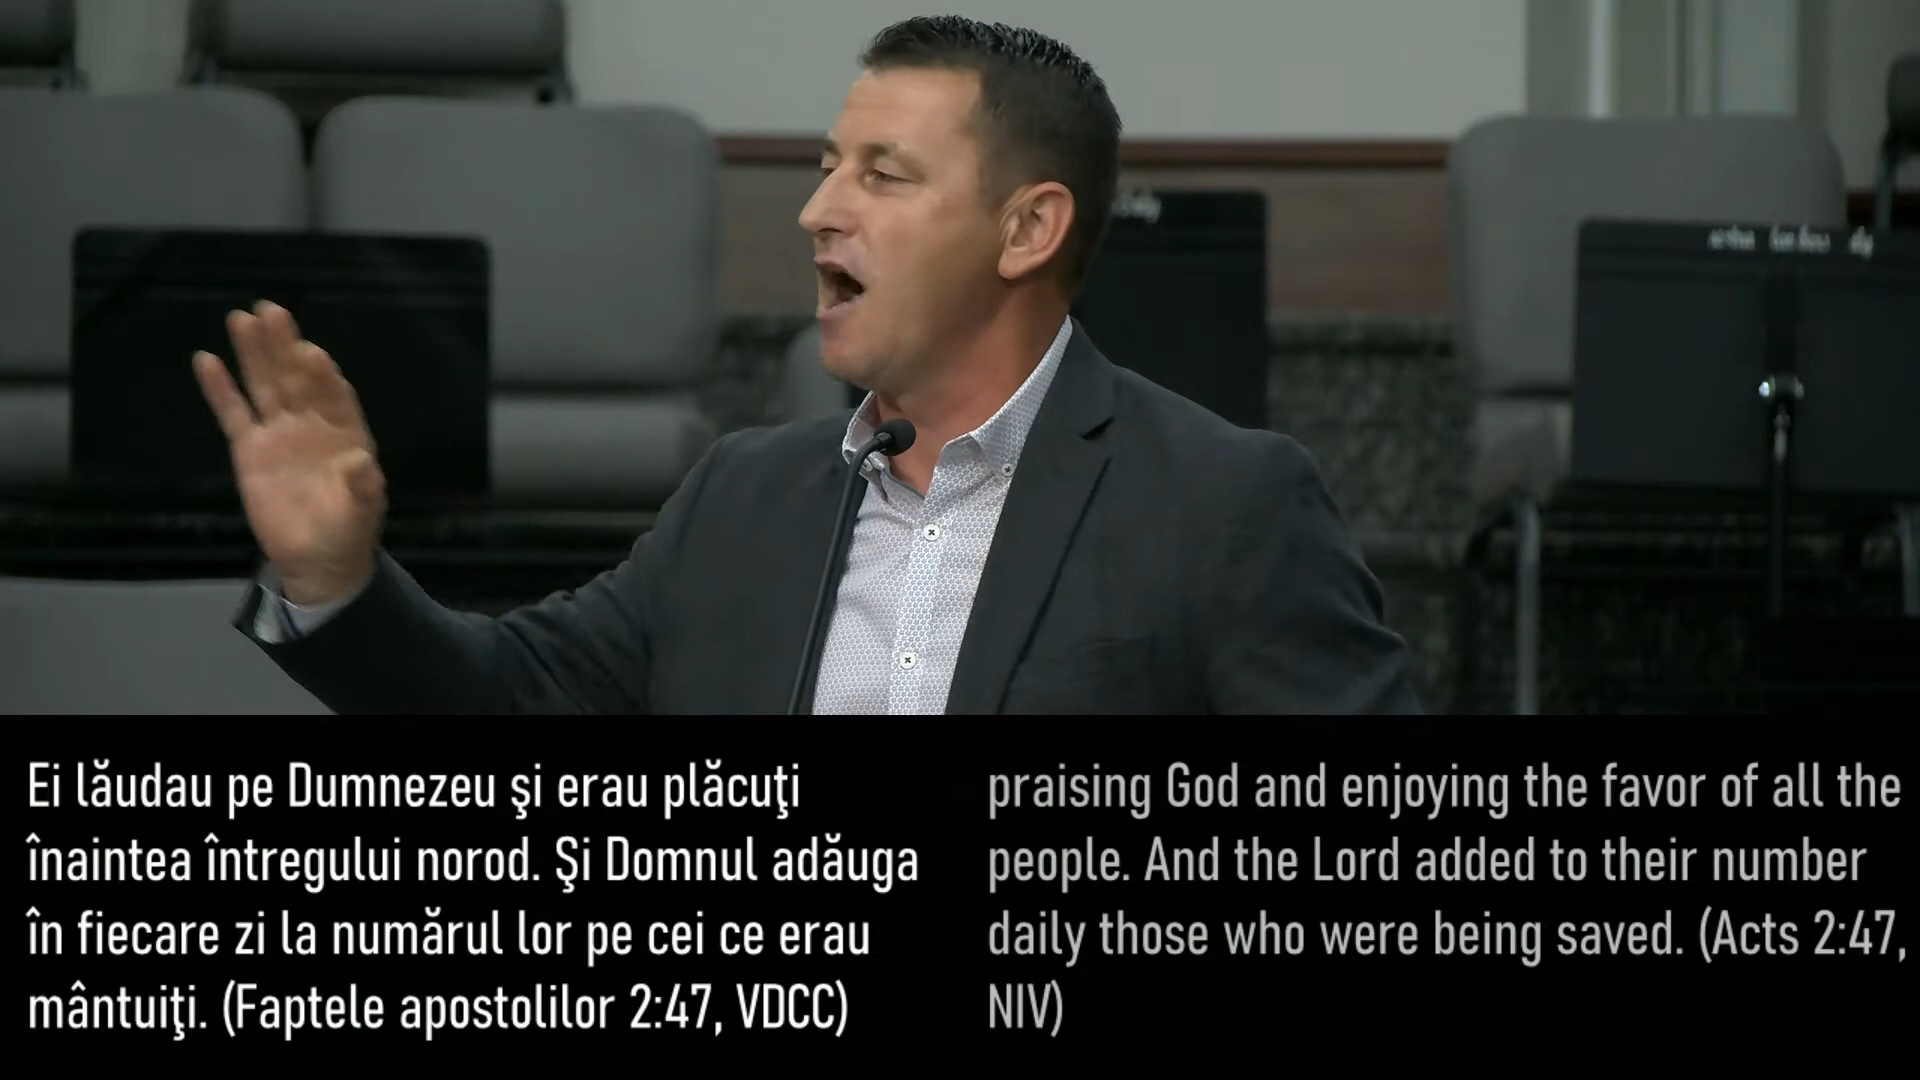 Ei lăudau pe Dumnezeu şi erau plăcuţi
înaintea întregului norod. Şi Domnul adăuga
în fiecare zi la numărul lor pe cei ce erau
mântuiţi. (Faptele apostolilor 2:47, VDCC)
praising God and enjoying the favor of all the
people. And the Lord added to their number
daily those who were being saved. (Acts 2:47,
NIV)